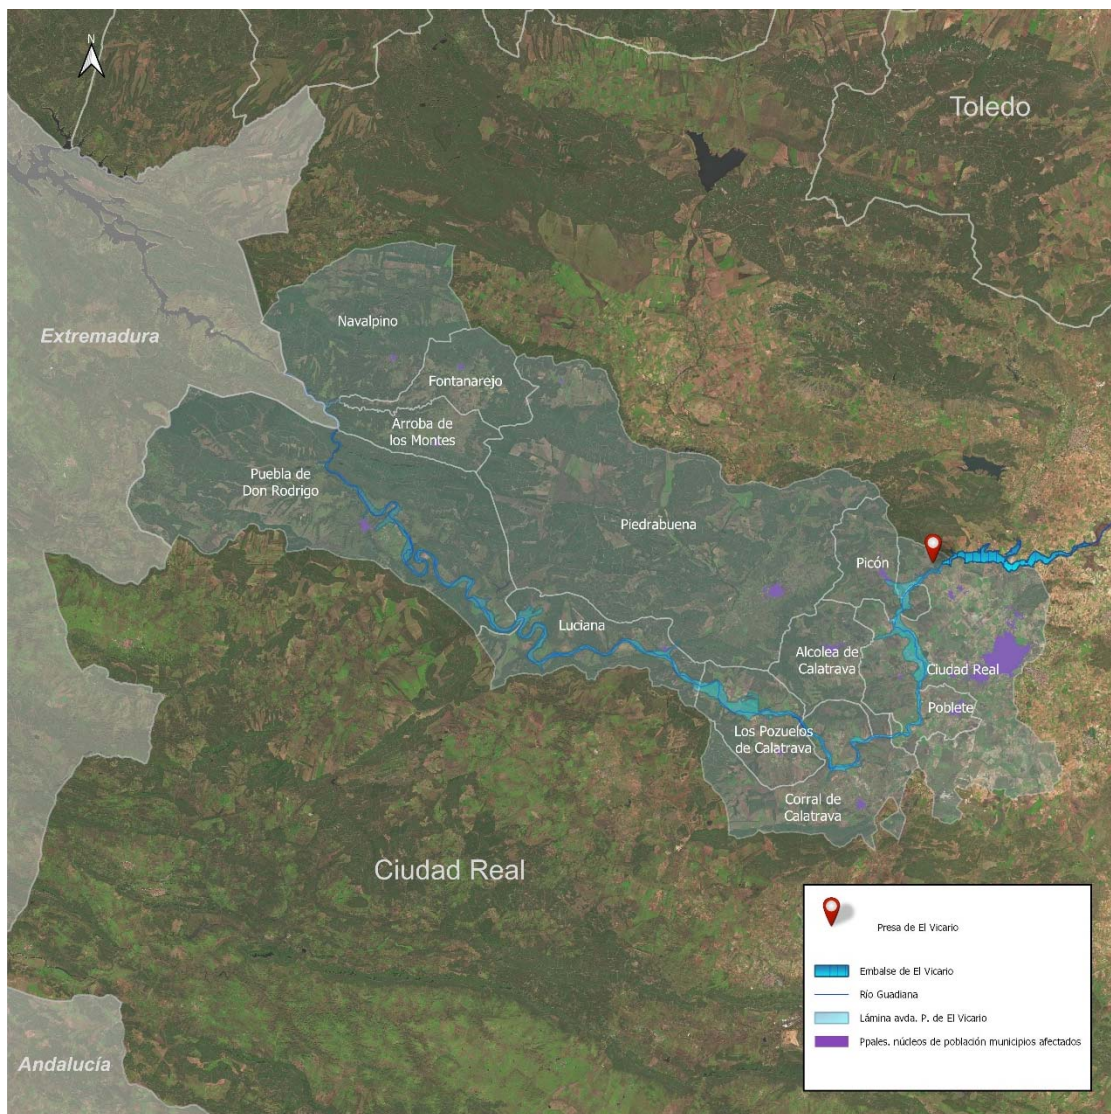 N
Toledo
Extremadura
Navalpino
Fontanarejo
Arroba de
los Montes
Puebla de
Don Rodrigo
Piedrabuena
Picón
Luciana
Alcolea de
Calatrava
Ciudad Real
Poblete
Los Pozuelos
de Calatrava
Corral de
Calatrava
Ciudad Real
Andalucía
Presa de El Vicario
Embalse de El Vicario
Río Guadiana
Lámina avda. P. de El Vicario
Ppales. núcleos de población municipios afectados